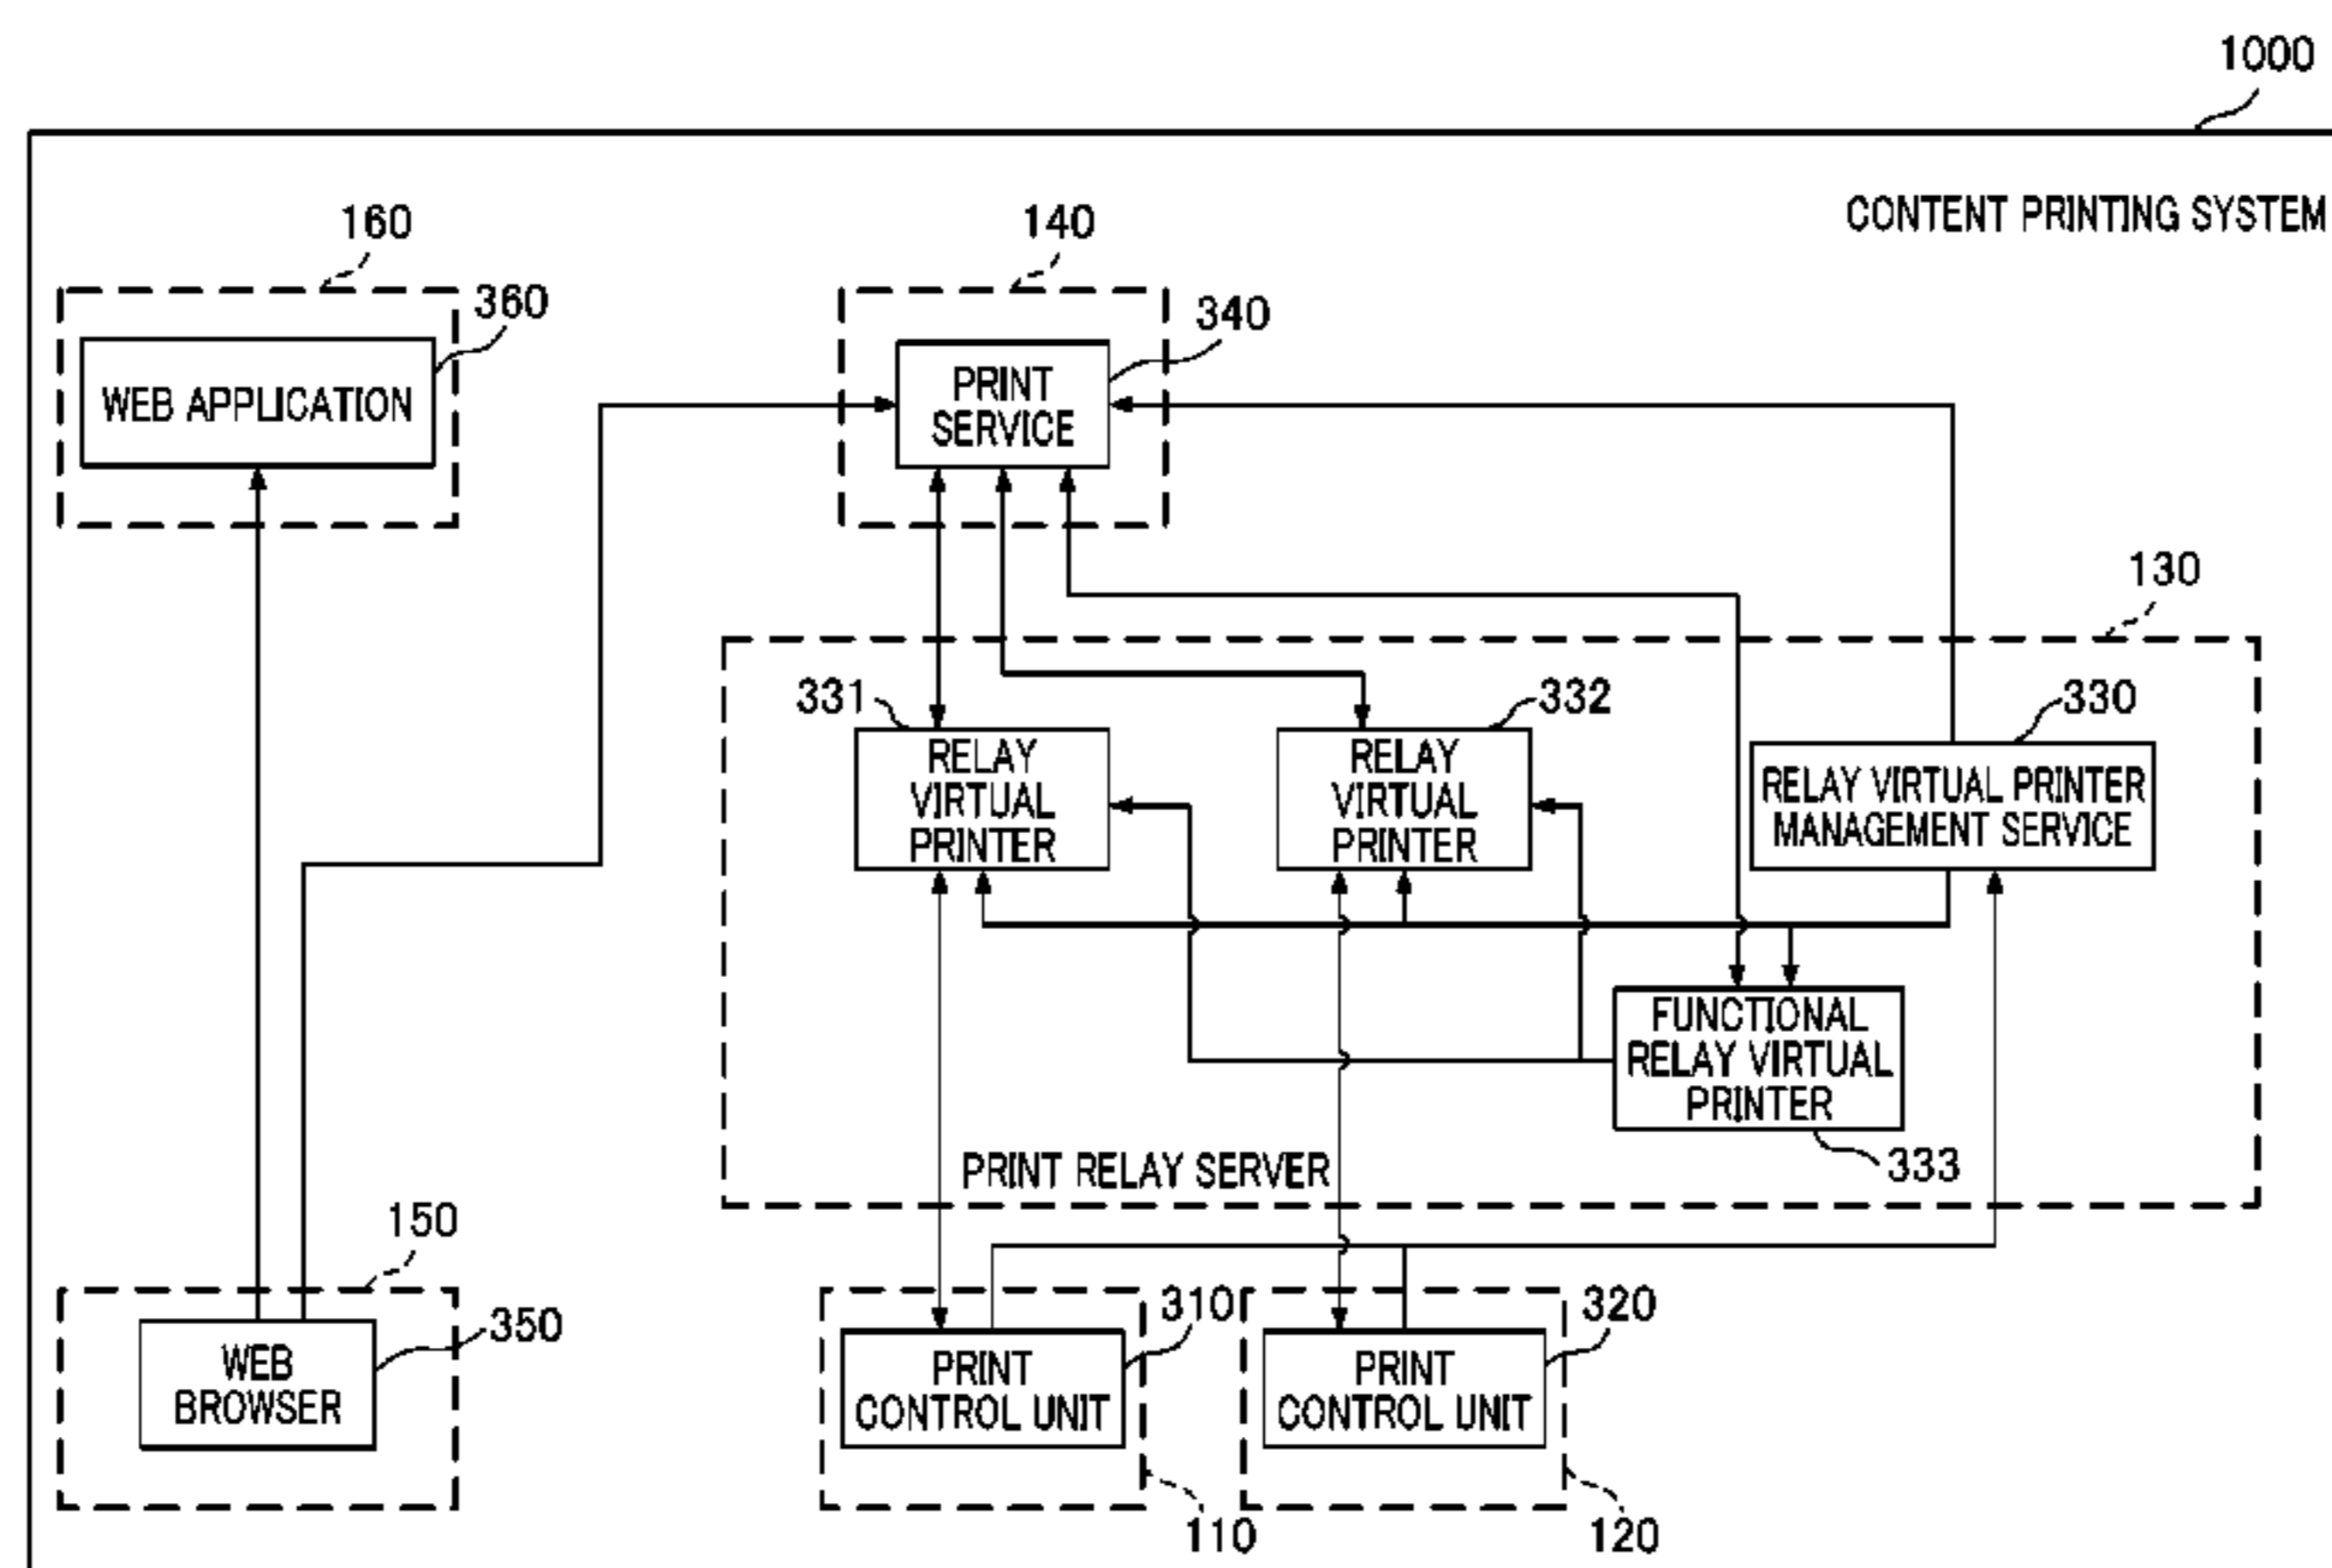 1000
CONTENT PRINTING SYSTEM
160
140
360
340
WEB APPLICATION
PRINT
SERVICE
130
331
332
330
RELAY
VIRTUAL
PRINTER
RELAY
VIRTUAL
PRINTER
RELAY VIRTUAL PRINTER
MANAGEMENT SERVICE
FUNCTIONAL
RELAY VIRTUAL
PRINTER
333
PRINT RELAY SERVER
150
350
WEB
BROWSER
310
320
PRINT
CONTROL UNIT
PRINT
CONTROL UNIT
110
120